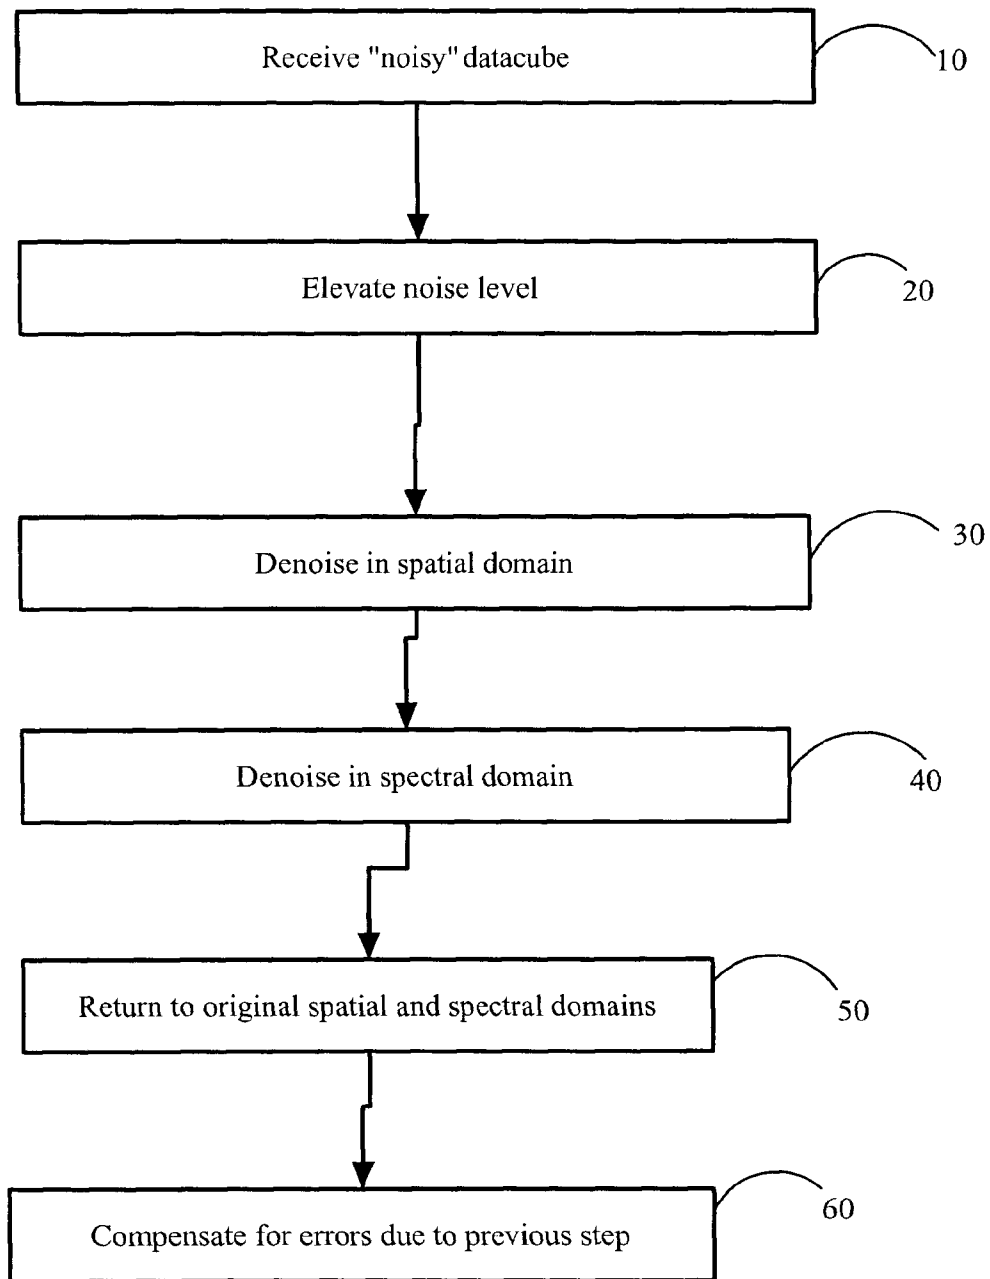 Receive "noisy" datacube
10
Elevate noise level
20
Denoise in spatial domain
30
Denoise in spectral domain
40
Return to original spatial and spectral domains
50
Compensate for errors due to previous step
60